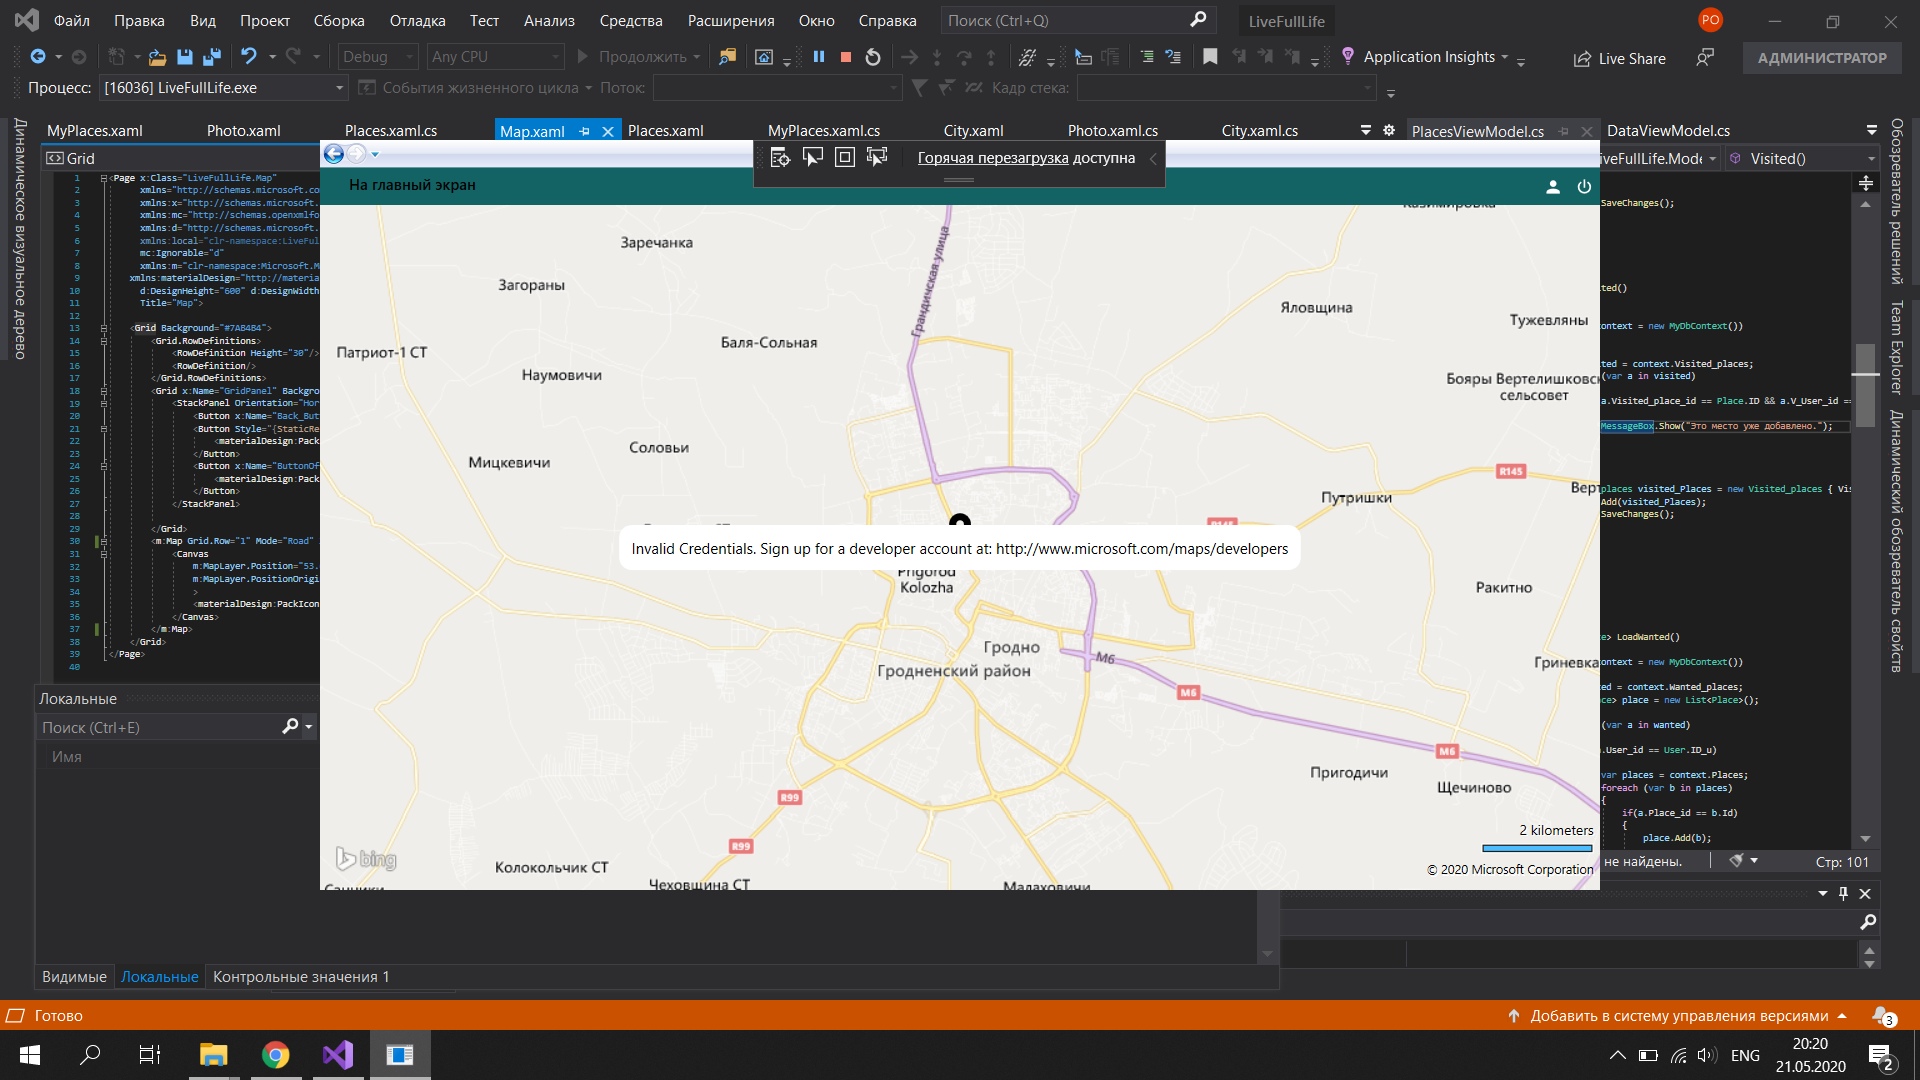 Файл Правка Вид Проект Сборка Отладка Тест Анализ Средства Расширения Окно Справка Поиск (Ctrl+Q) LiveFullLife PO
Debug Any CPU Продолжить Application Insights Live Share АДМИНИСТРАТОР
Процесс: [16036] LiveFullLife.exe События жизненного цикла Поток: Кадр стека:
MyPlaces.xaml Photo.xaml Places.xaml.cs Map.xaml Places.xaml MyPlaces.xaml.cs City.xaml Photo.xaml.cs City.xaml.cs PlacesViewModel.cs DataViewModel.cs
Динамическое визуальное дерево
Grid
1 <Page x:Class="LiveFullLife.Map"
2 xmlns="http://schemas.microsoft.co
3 xmlns:x="http://schemas.microsoft.
4 xmlns:mc="http://schemas.openxmlfo
5 xmlns:d="http://schemas.microsoft.
6 xmlns:local="clr-namespace:LiveFul
7 mc:Ignorable="d"
8 xmlns:m="clr-namespace:Microsoft.M
9 xmlns:materialDesign="http://materia
10 d:DesignHeight="600" d:DesignWidth
11 Title="Map">
12
13 <Grid Background="#7AB4B4">
14 <Grid.RowDefinitions>
15 <RowDefinition Height="30"/>
16 <RowDefinition/>
17 </Grid.RowDefinitions>
18 <Grid x:Name="GridPanel" Backgro
19 <StackPanel Orientation="Hor
20 <Button x:Name="Back_But
21 <Button Style="{StaticRe
22 <materialDesign:Pack
23 </Button>
24 <Button x:Name="ButtonOf
25 <materialDesign:Pack
26 </Button>
27 </StackPanel>
28
29 </Grid>
30 <m:Map Grid.Row="1" Mode="Road"
31 <Canvas
32 m:MapLayer.Position="53.
33 m:MapLayer.PositionOrigi
34 >
35 <materialDesign:PackIcon
36 </Canvas>
37 </m:Map>
38 </Grid>
39 </Page>
40
Горячая перезагрузка доступна
На главный экран
Казимировка
Заречанка
Загораны
Грандичская улица
Яловщина
Тужевляны
Баля-Сольная
Патриот-1 СТ
Наумовичи
Бояры Вертелишковс
сельсовет
Соловьи
Мицкевичи
R145
Путришки
Верт
R145
Invalid Credentials. Sign up for a developer account at: http://www.microsoft.com/maps/developers
Prigorod
Kolozha
Ракитно
Гродно
Гродненский район
M6
Гриневка
M6
M6
Пригодичи
Щечиново
R99
R99
2 kilometers
bing
Колокольчик СТ
© 2020 Microsoft Corporation
Чеховщина СТ
Малаховичи
Санники
iveFullLife.Mode Visited()
SaveChanges();
ted()
ontext = new MyDbContext())
ted = context.Visited_places;
(var a in visited)
a.Visited_place_id == Place.ID && a.V_User_id ==
MessageBox.Show("Это место уже добавлено.");
places visited_Places = new Visited_places { Vis
Add(visited_Places);
SaveChanges();
e> LoadWanted()
ontext = new MyDbContext())
ed = context.Wanted_places;
ce> place = new List<Place>();
(var a in wanted)
.User_id == User.ID_u)
var places = context.Places;
foreach (var b in places)
{
if(a.Place_id == b.Id)
{
place.Add(b);
не найдены. Стр: 101
Обозреватель решений
Team Explorer
Динамический обозреватель свойств
Локальные
Поиск (Ctrl+E)
Имя
Видимые Локальные Контрольные значения 1
Готово Добавить в систему управления версиями 3
ENG 20:20
21.05.2020 2